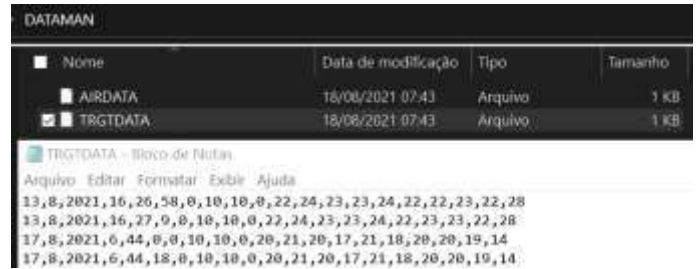 DATAMAN
Nome Data de modificação Tipo Tamanho
AIRDATA 18/08/2021 07:43 Arquivo 1 KB
TRGTDATA 18/08/2021 07:43 Arquivo 1 KB
TRGTDATA - Bloco de Notas
Arquivo Editar Formatar Exibir Ajuda
13,8,2021,16,26,58,0,10,10,0,22,24,23,23,24,22,22,23,22,28
13,8,2021,16,27,9,0,10,10,0,22,24,23,23,24,22,23,23,22,28
17,8,2021,6,44,0,0,10,10,0,20,21,20,17,21,18,20,20,19,14
17,8,2021,6,44,18,0,10,10,0,20,21,20,17,21,18,20,20,19,14